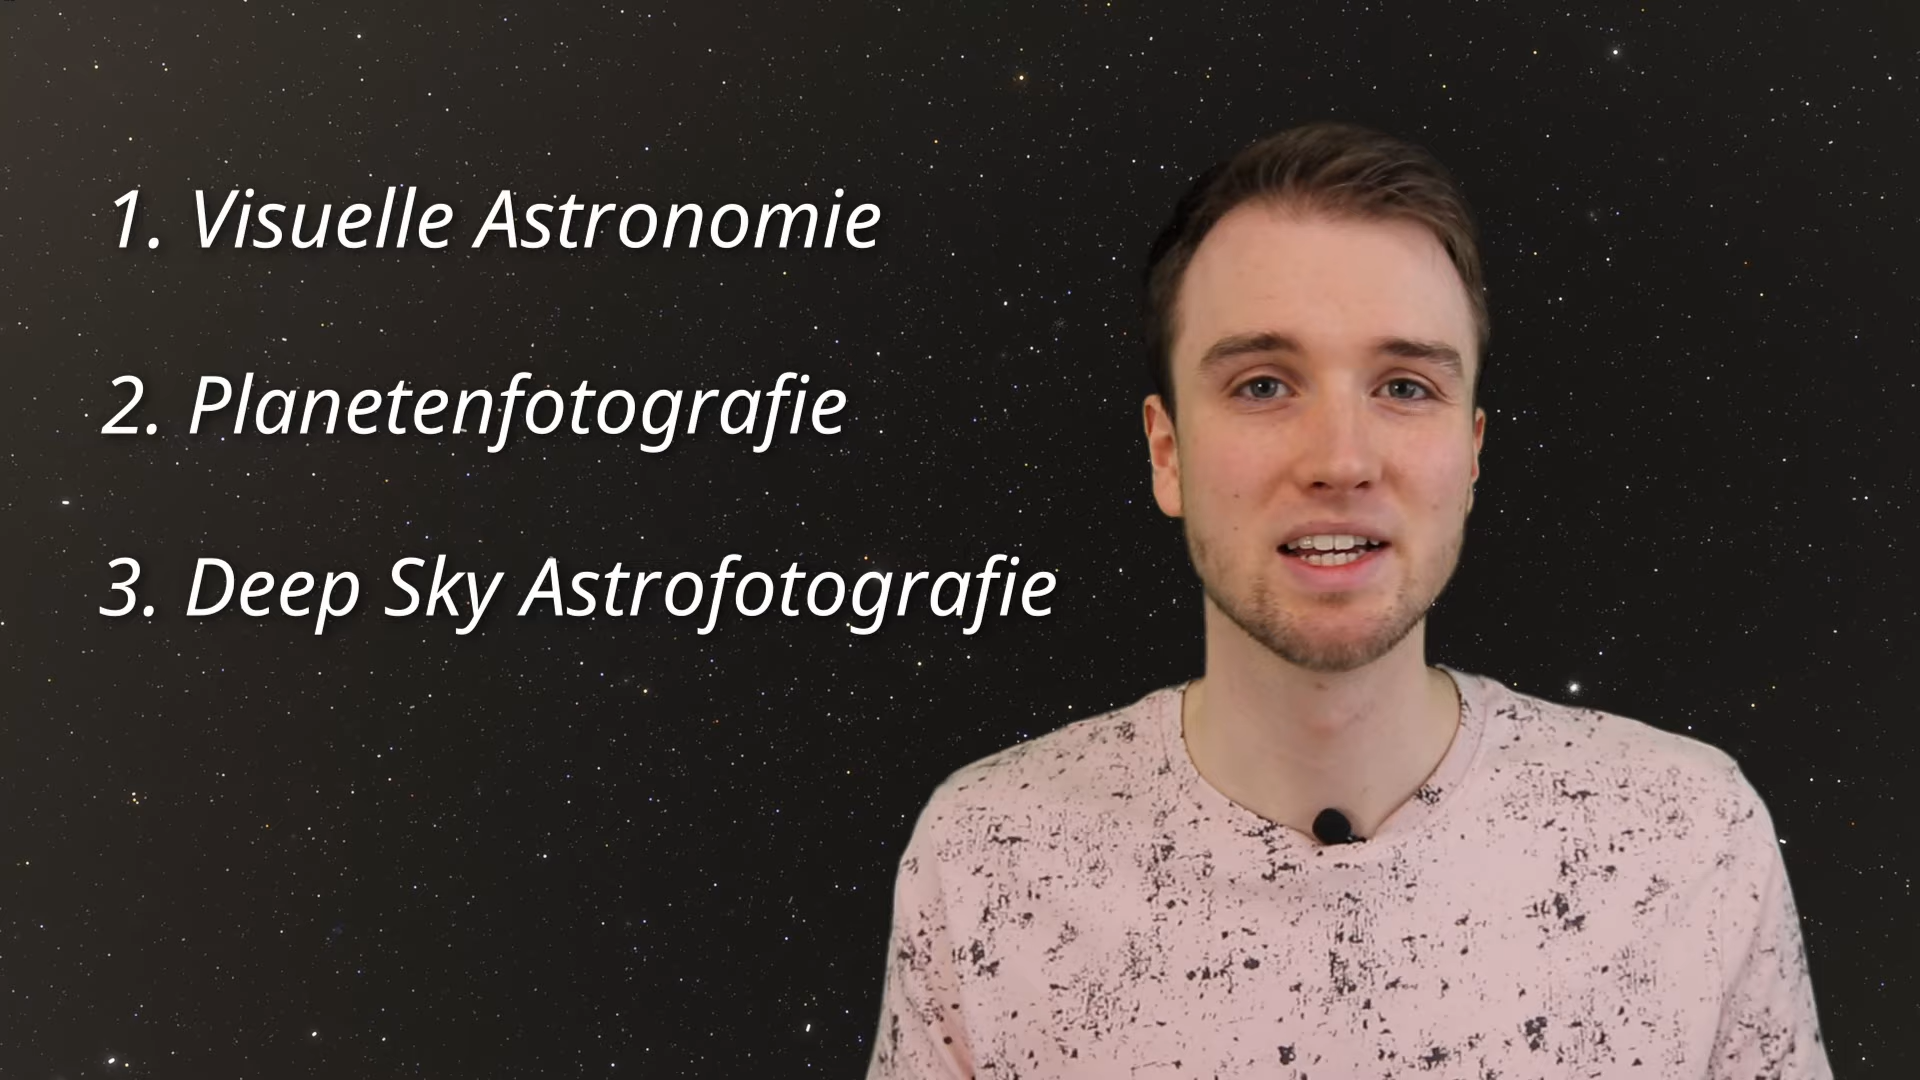 1. Visuelle Astronomie
2. Planetenfotografie
3. Deep Sky Astrofotografie